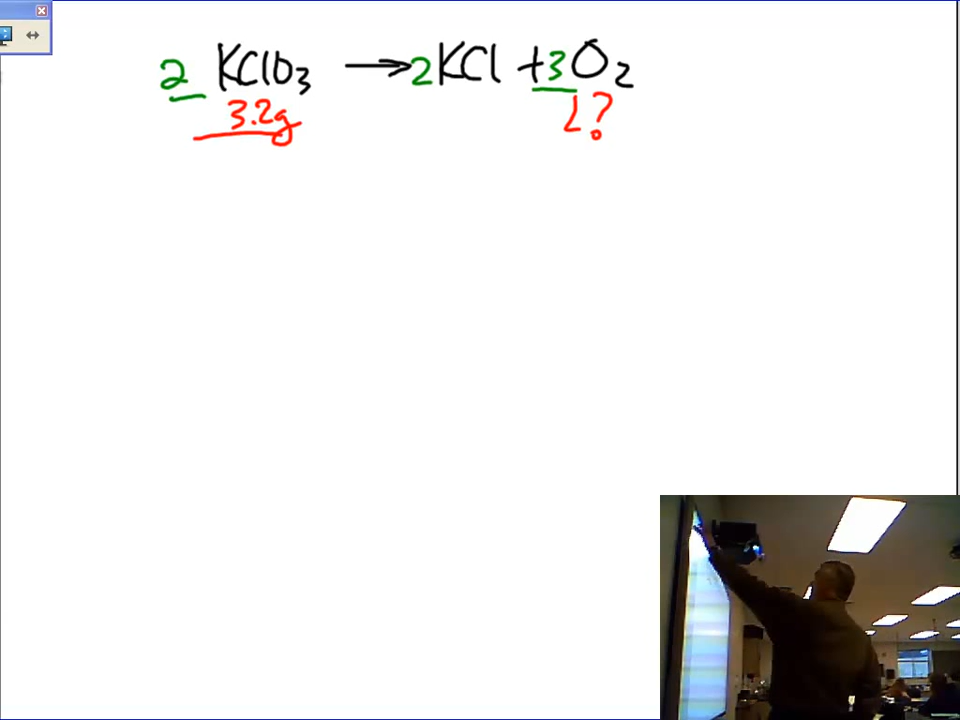 2 KClO₃ → 2KCl + 3O₂
3.2g L?